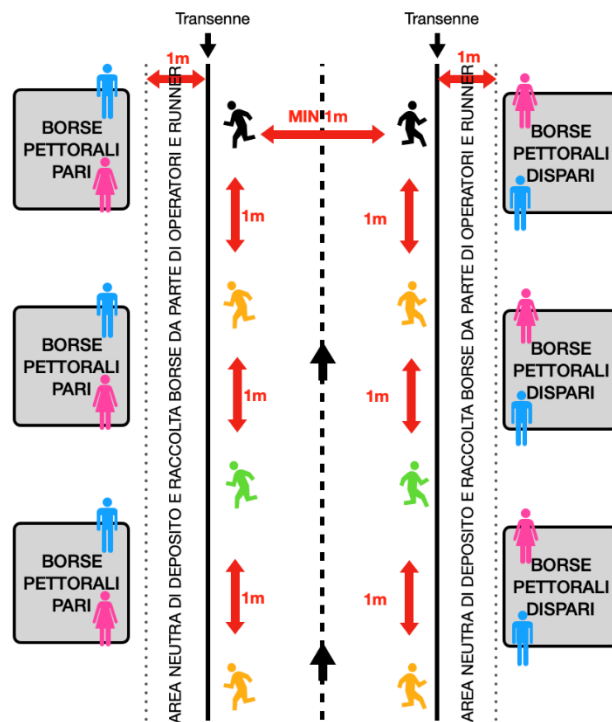 Transenne
Transenne
1m
1m
MIN 1m
BORSE
PETTORALI
PARI
BORSE
PETTORALI
DISPARI
1m
1m
BORSE
PETTORALI
PARI
BORSE
PETTORALI
DISPARI
1m
1m
BORSE
PETTORALI
PARI
BORSE
PETTORALI
DISPARI
1m
1m
AREA NEUTRA DI DEPOSITO E RACCOLTA BORSE DA PARTE DI OPERATORI E RUNNER
AREA NEUTRA DI DEPOSITO E RACCOLTA BORSE DA PARTE DI OPERATORI E RUNNER